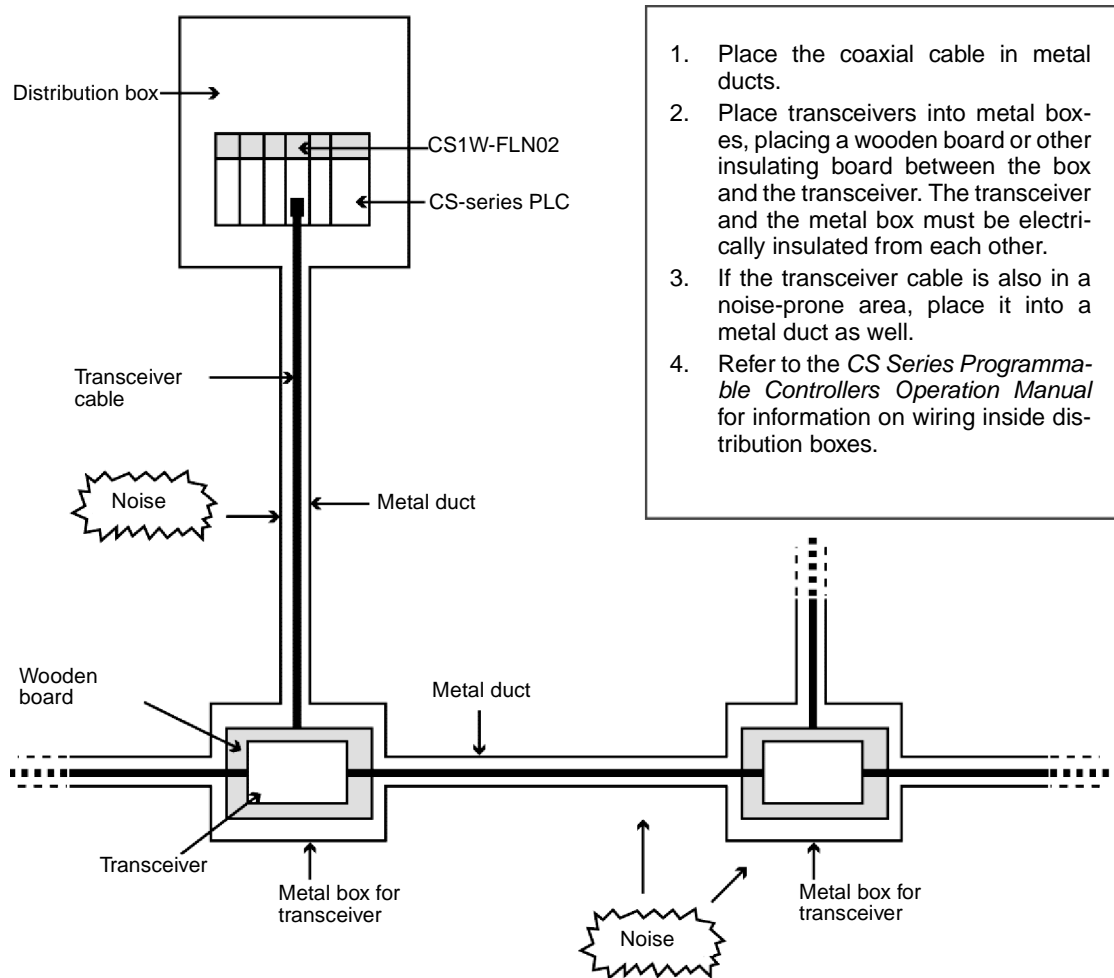 Distribution box
CS1W-FLN02
CS-series PLC
Transceiver
cable
Noise
Metal duct
Wooden
board
Metal duct
Transceiver
Metal box for
transceiver
Noise
Metal box for
transceiver
1. Place the coaxial cable in metal
ducts.
2. Place transceivers into metal box-
es, placing a wooden board or other
insulating board between the box
and the transceiver. The transceiver
and the metal box must be electri-
cally insulated from each other.
3. If the transceiver cable is also in a
noise-prone area, place it into a
metal duct as well.
4. Refer to the CS Series Programma-
ble Controllers Operation Manual
for information on wiring inside dis-
tribution boxes.